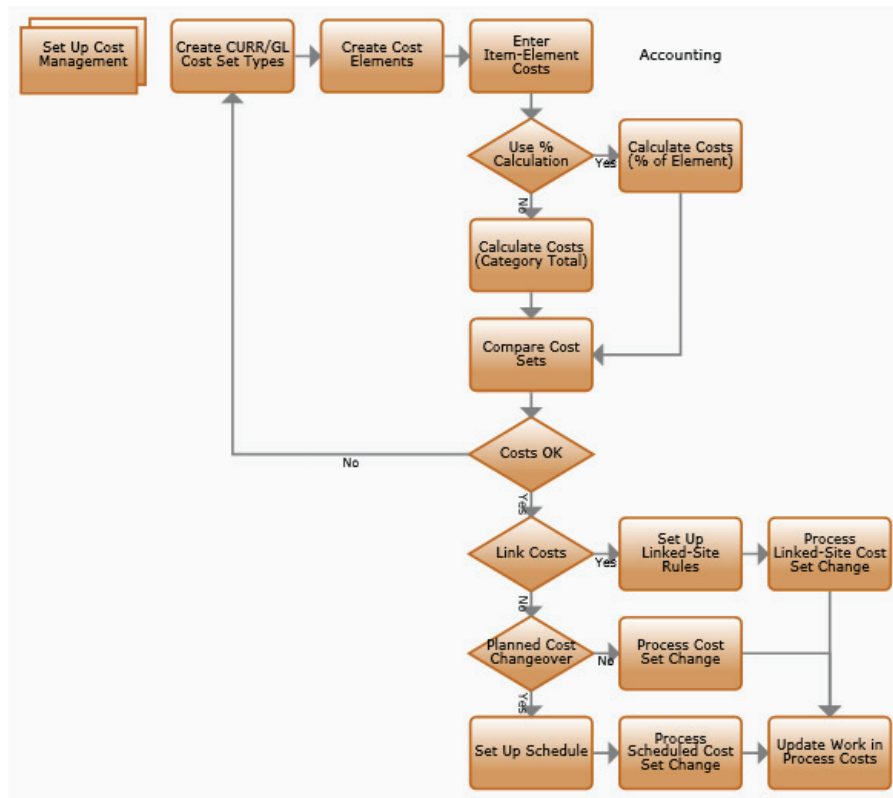 Set Up Cost
Management
Create CURR/GL
Cost Set Types
Create Cost
Elements
Enter
Item-Element
Costs
Accounting
Use %
Calculation
Yes
Calculate Costs
(% of Element)
No
Calculate Costs
(Category Total)
Compare Cost
Sets
Costs OK
No
Yes
Link Costs
Yes
Set Up
Linked-Site
Rules
Process
Linked-Site Cost
Set Change
No
Planned Cost
Changeover
No
Process Cost
Set Change
Yes
Set Up Schedule
Process
Scheduled Cost
Set Change
Update Work in
Process Costs